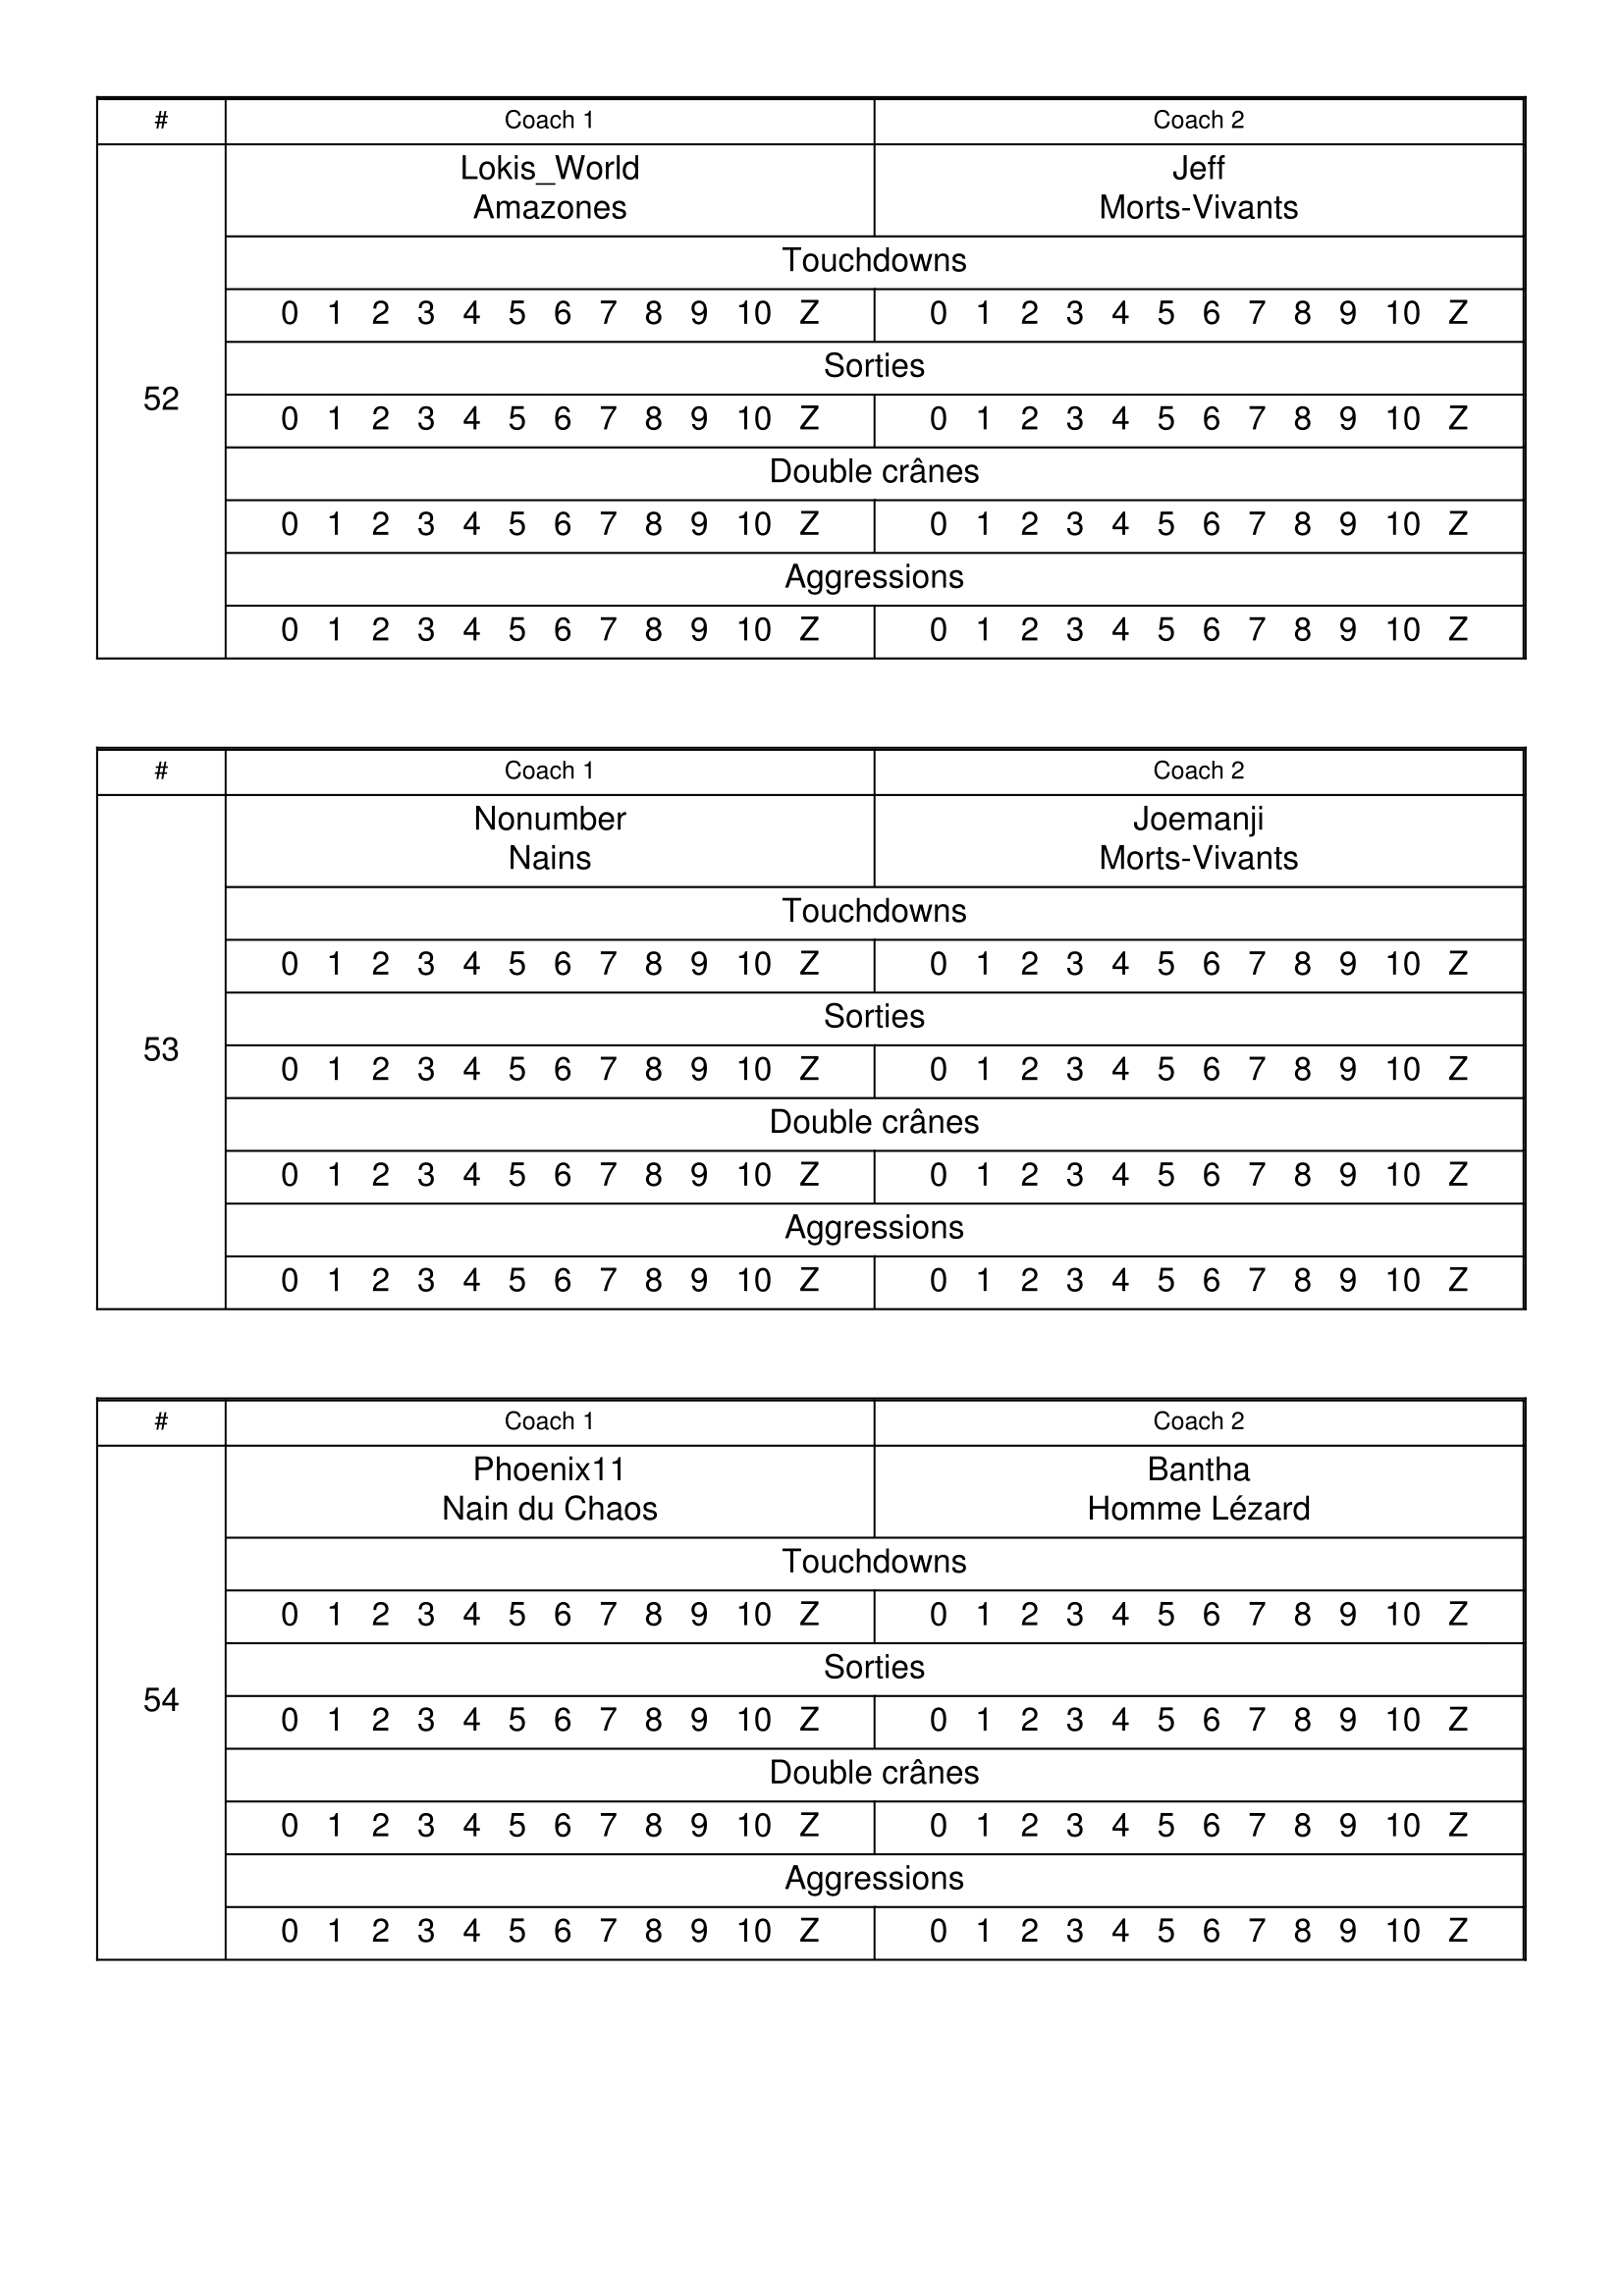 # Coach 1 Coach 2
Lokis_World Jeff
Amazones Morts-Vivants
Touchdowns
0 1 2 3 4 5 6 7 8 9 10 Z 0 1 2 3 4 5 6 7 8 9 10 Z
Sorties
52
0 1 2 3 4 5 6 7 8 9 10 Z 0 1 2 3 4 5 6 7 8 9 10 Z
Double crânes
0 1 2 3 4 5 6 7 8 9 10 Z 0 1 2 3 4 5 6 7 8 9 10 Z
Aggressions
0 1 2 3 4 5 6 7 8 9 10 Z 0 1 2 3 4 5 6 7 8 9 10 Z
# Coach 1 Coach 2
Nonumber Joemanji
Nains Morts-Vivants
Touchdowns
0 1 2 3 4 5 6 7 8 9 10 Z 0 1 2 3 4 5 6 7 8 9 10 Z
Sorties
53
0 1 2 3 4 5 6 7 8 9 10 Z 0 1 2 3 4 5 6 7 8 9 10 Z
Double crânes
0 1 2 3 4 5 6 7 8 9 10 Z 0 1 2 3 4 5 6 7 8 9 10 Z
Aggressions
0 1 2 3 4 5 6 7 8 9 10 Z 0 1 2 3 4 5 6 7 8 9 10 Z
# Coach 1 Coach 2
Phoenix11 Bantha
Nain du Chaos Homme Lézard
Touchdowns
0 1 2 3 4 5 6 7 8 9 10 Z 0 1 2 3 4 5 6 7 8 9 10 Z
Sorties
54
0 1 2 3 4 5 6 7 8 9 10 Z 0 1 2 3 4 5 6 7 8 9 10 Z
Double crânes
0 1 2 3 4 5 6 7 8 9 10 Z 0 1 2 3 4 5 6 7 8 9 10 Z
Aggressions
0 1 2 3 4 5 6 7 8 9 10 Z 0 1 2 3 4 5 6 7 8 9 10 Z